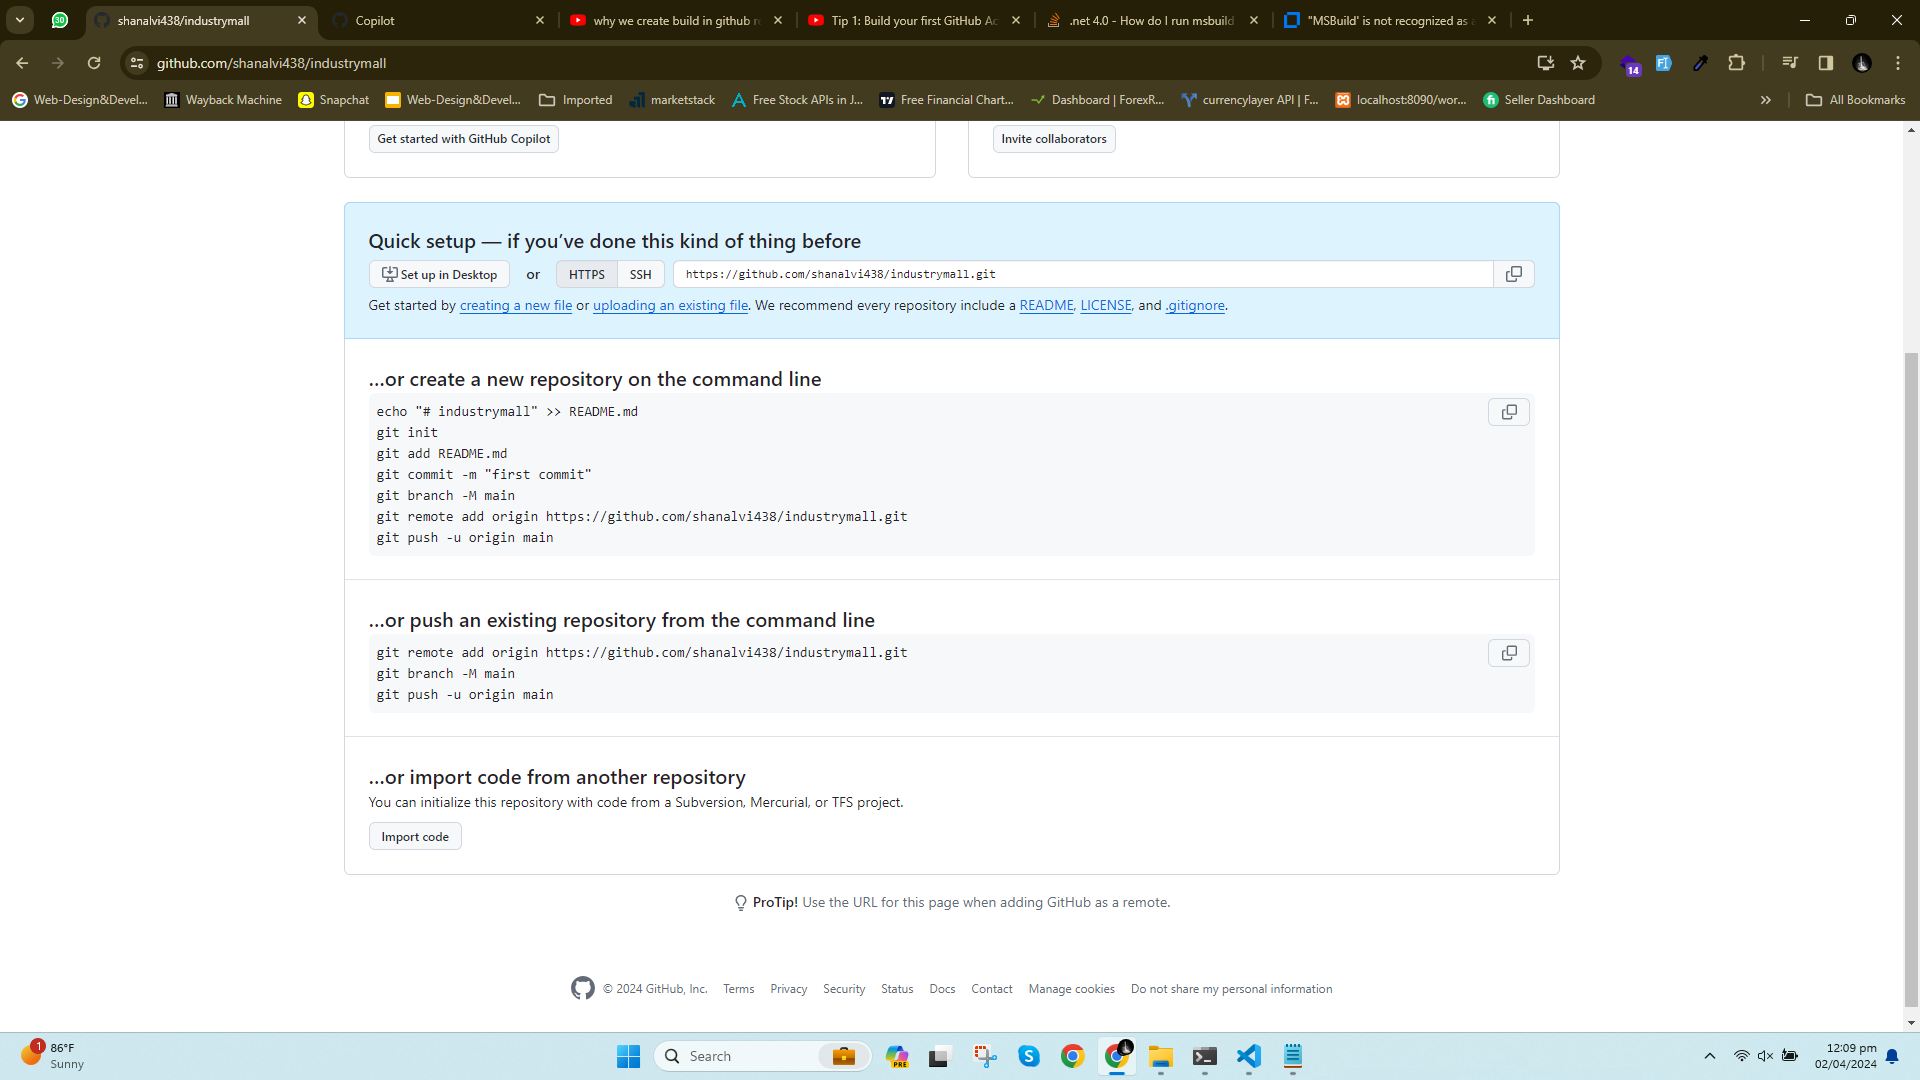 30
shanalvi438/industrymall
Copilot
why we create build in github re
Tip 1: Build your first GitHub Ac
.net 4.0 - How do I run msbuild
"MSBuild' is not recognized as a
github.com/shanalvi438/industrymall
14
Web-Design&Devel...
Wayback Machine
Snapchat
Web-Design&Devel...
Imported
marketstack
Free Stock APIs in J...
Free Financial Chart...
Dashboard | ForexR...
currencylayer API | F...
localhost:8090/wor...
Seller Dashboard
All Bookmarks
Get started with GitHub Copilot
Invite collaborators
Quick setup — if you’ve done this kind of thing before
Set up in Desktop
or
HTTPS
SSH
https://github.com/shanalvi438/industrymall.git
Get started by creating a new file or uploading an existing file. We recommend every repository include a README, LICENSE, and .gitignore.
…or create a new repository on the command line
echo "# industrymall" >> README.md
git init
git add README.md
git commit -m "first commit"
git branch -M main
git remote add origin https://github.com/shanalvi438/industrymall.git
git push -u origin main
…or push an existing repository from the command line
git remote add origin https://github.com/shanalvi438/industrymall.git
git branch -M main
git push -u origin main
…or import code from another repository
You can initialize this repository with code from a Subversion, Mercurial, or TFS project.
Import code
ProTip! Use the URL for this page when adding GitHub as a remote.
© 2024 GitHub, Inc.
Terms
Privacy
Security
Status
Docs
Contact
Manage cookies
Do not share my personal information
1
86°F
Sunny
Search
PRE
12:09 pm
02/04/2024